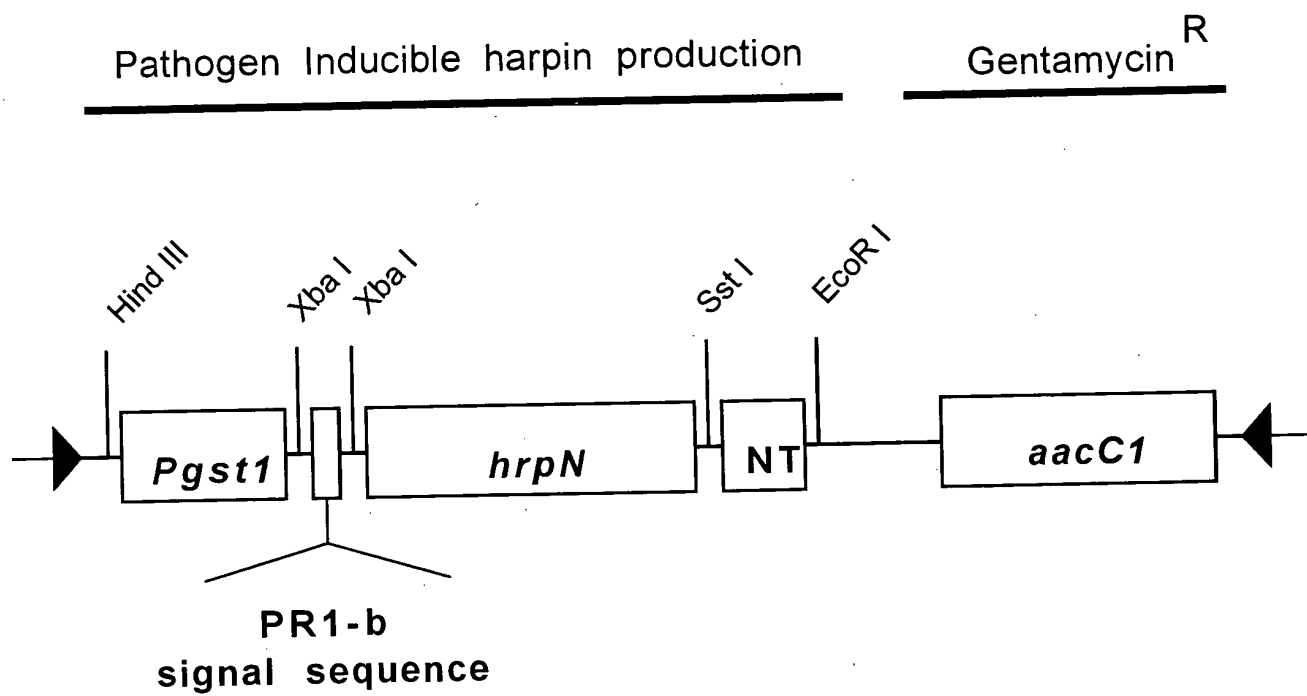 Pathogen Inducible harpin production
Gentamycin R
Hind III
Xba I
Xba I
Sst I
EcoR I
Pgst1
hrpN
NT
aacC1
PR1-b
signal sequence